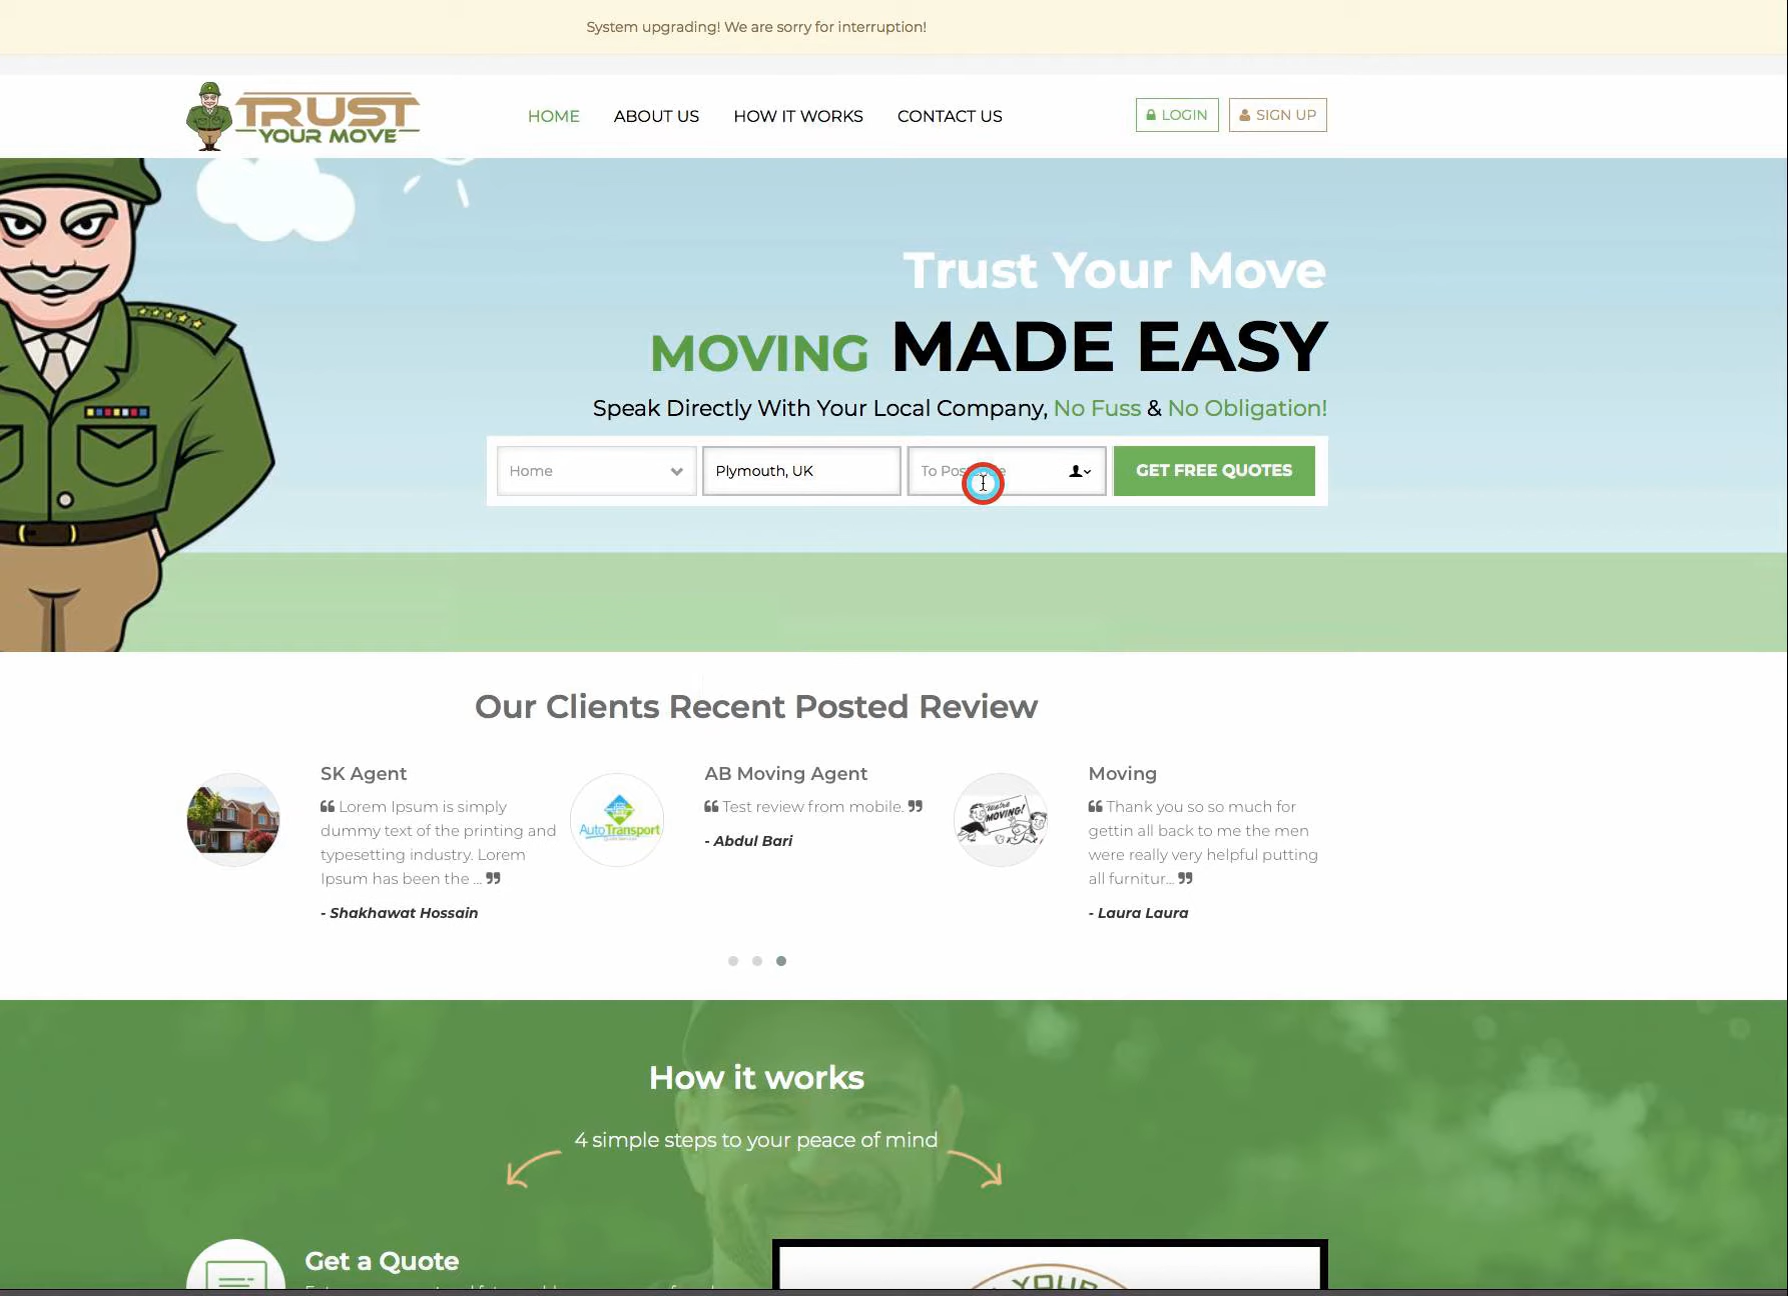 System upgrading! We are sorry for interruption!
TRUST
YOUR MOVE
HOME ABOUT US HOW IT WORKS CONTACT US
LOGIN SIGN UP
Trust Your Move
MOVING MADE EASY
Speak Directly With Your Local Company, No Fuss & No Obligation!
Home Plymouth, UK To GET FREE QUOTES
Our Clients Recent Posted Review
SK Agent
“ Lorem Ipsum is simply
dummy text of the printing and
typesetting industry. Lorem
Ipsum has been the ... ”
- Shakhawat Hossain
AutoTransport
AB Moving Agent
“ Test review from mobile. ”
- Abdul Bari
MOVING!
Moving
“ Thank you so so much for
gettin all back to me the men
were really very helpful putting
all furnitur... ”
- Laura Laura
How it works
4 simple steps to your peace of mind
Get a Quote
YOUR